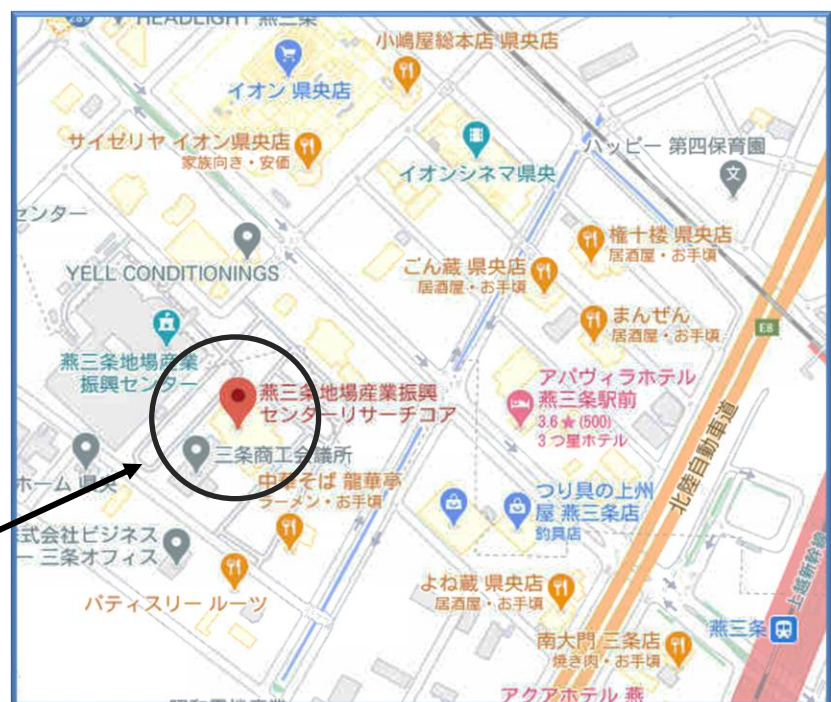 289
HEADLIGHT 燕三条
小嶋屋総本店 県央店
イオン 県央店
サイゼリヤ イオン県央店
家族向き・安価
イオンシネマ県央
ハッピー 第四保育園
センター
権十楼 県央店
居酒屋・お手頃
YELL CONDITIONINGS
ごん蔵 県央店
居酒屋・お手頃
まんぜん
居酒屋・お手頃
E8
燕三条地場産業
振興センター
燕三条地場産業振興
センターリサーチコア
アパヴィラホテル
燕三条駅前
3.6★(500)
3 つ星ホテル
北陸自動車道
三条商工会議所
ホーム 県央
中華そば 龍華亭
ラーメン・お手頃
つり具の上州
屋 燕三条店
釣具店
式会社ビジネス
ー 三条オフィス
上越新幹線
パティスリー ルーツ
よね蔵 県央店
居酒屋・お手頃
燕三条
南大門 三条店
焼き肉・お手頃
アクアホテル 燕